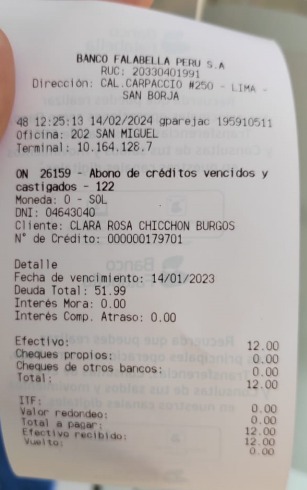 BANCO FALABELLA PERU S.A
RUC: 20330401991
Dirección: CAL.CARPACCIO #250 - LIMA -
SAN BORJA
48 12:25:13 14/02/2024 gparejac 195910511
Oficina: 202 SAN MIGUEL
Terminal: 10.164.128.7
ON 26159 - Abono de créditos vencidos y
castigados - 122
Moneda: 0 - SOL
DNI: 04643040
Cliente: CLARA ROSA CHICCHON BURGOS
N° de Crédito: 000000179701
Detalle
Fecha de vencimiento: 14/01/2023
Deuda Total: 51.99
Interés Mora: 0.00
Interés Comp. Atraso: 0.00
Efectivo: 12.00
Cheques propios: 0.00
Cheques de otros bancos: 0.00
Total: 12.00
ITF: 0.00
Valor redondeo: 0.00
Total a pagar: 12.00
Efectivo recibido: 12.00
Vuelto: 0.00